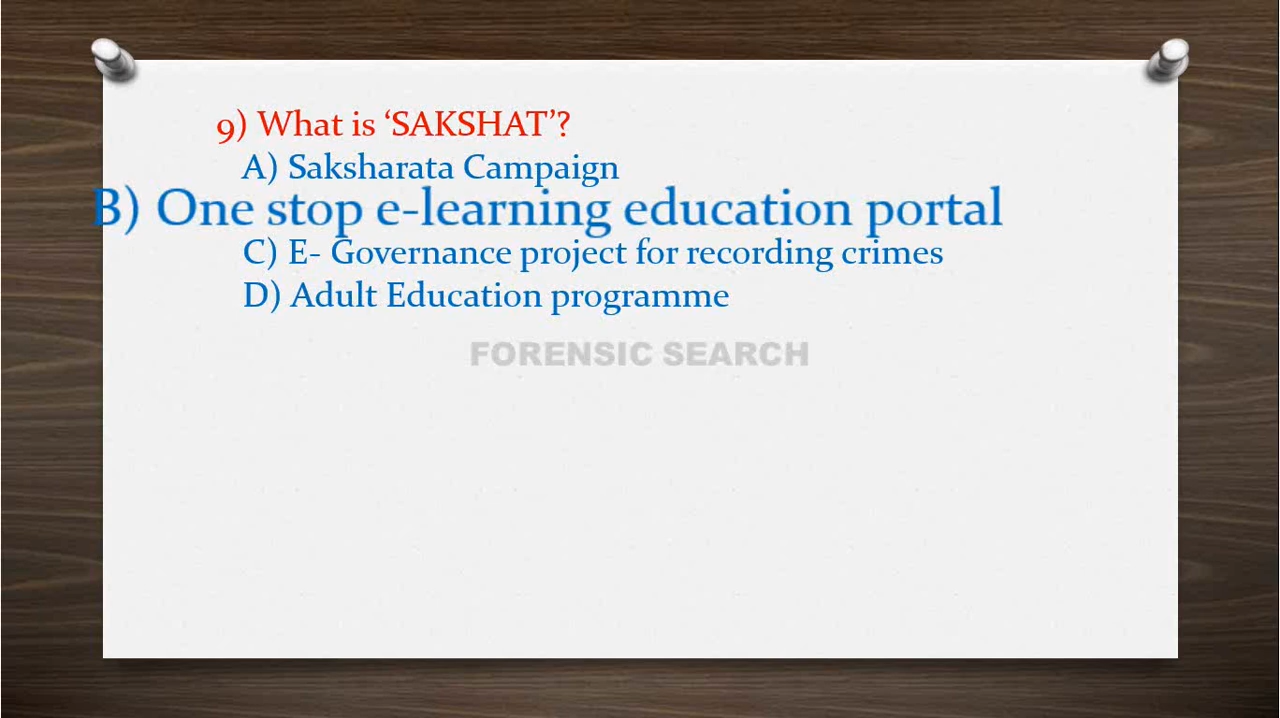 9) What is ‘SAKSHAT’?
A) Saksharata Campaign
B) One stop e-learning education portal
C) E- Governance project for recording crimes
D) Adult Education programme
FORENSIC SEARCH